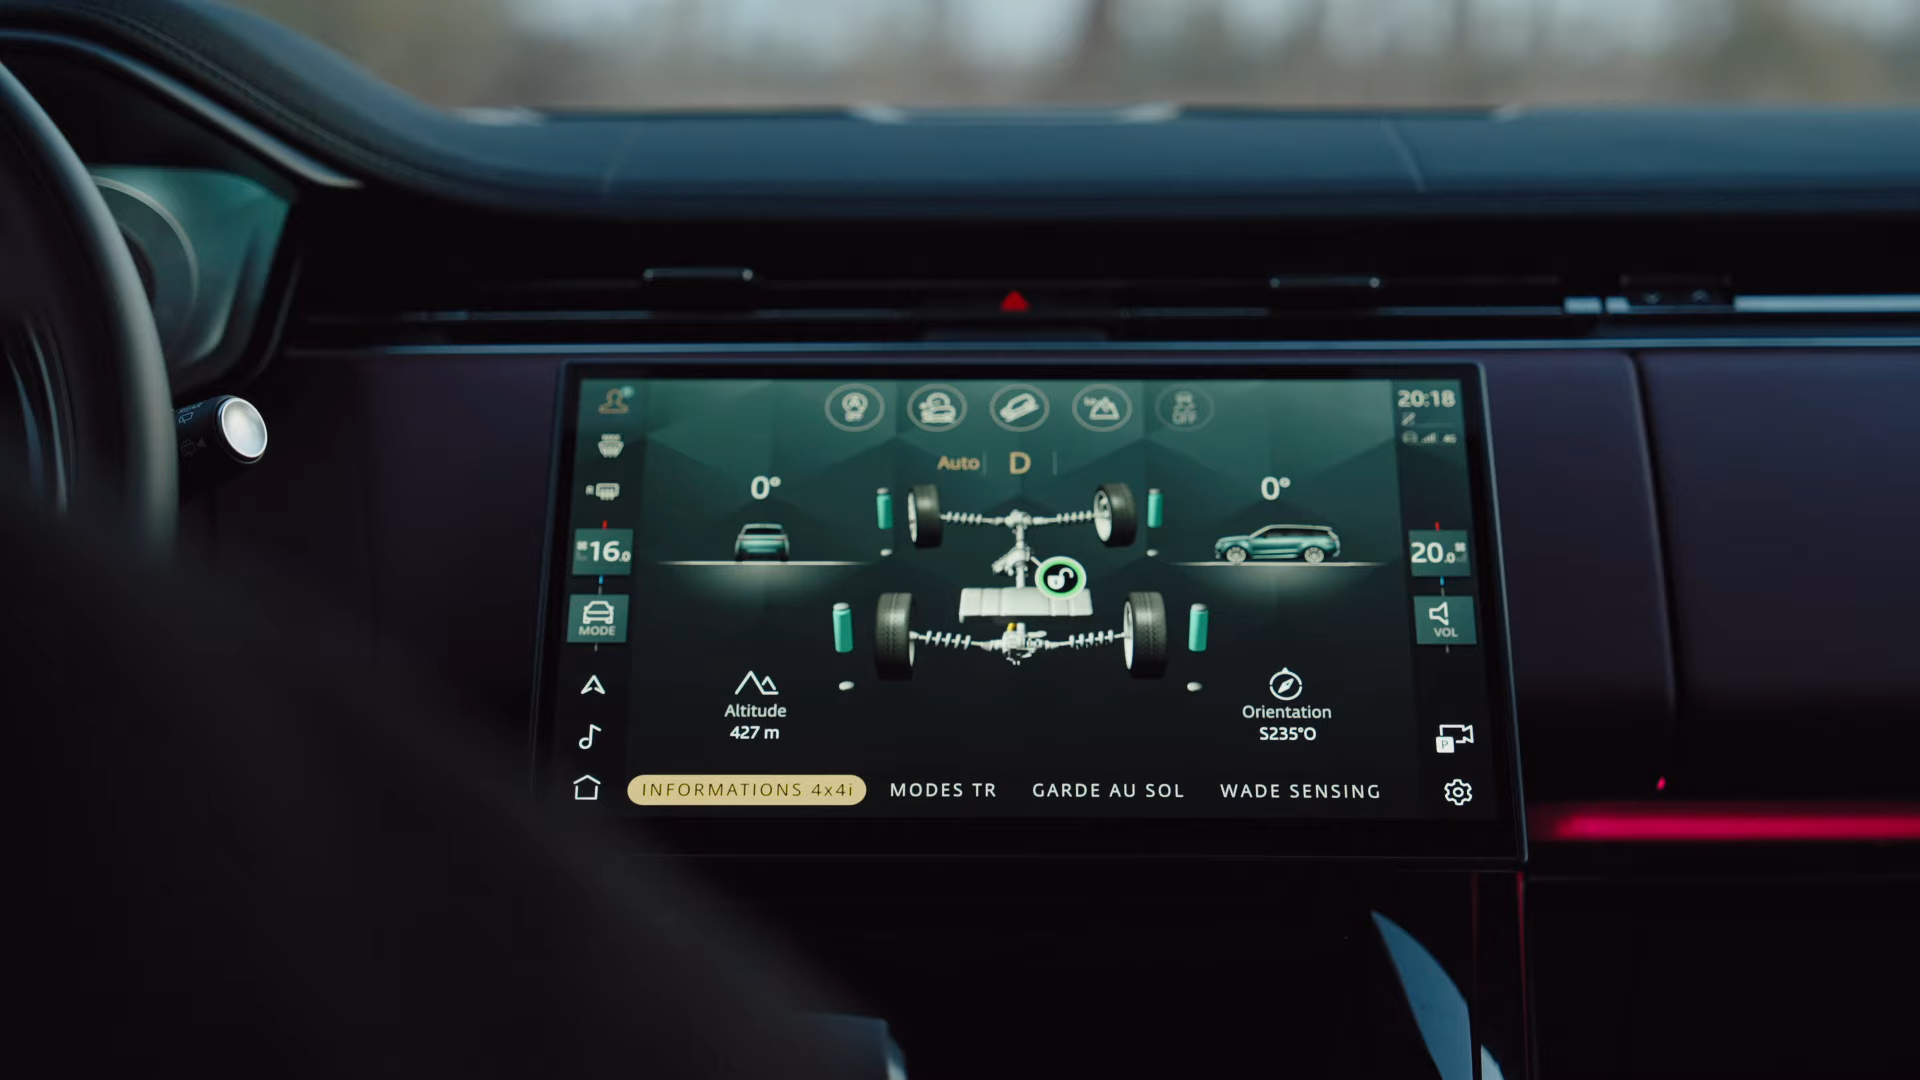 20:18
Auto D
0°
0°
16.0
20.0
MODE
VOL
Altitude
427 m
Orientation
S235°O
INFORMATIONS 4x4i
MODES TR
GARDE AU SOL
WADE SENSING
P